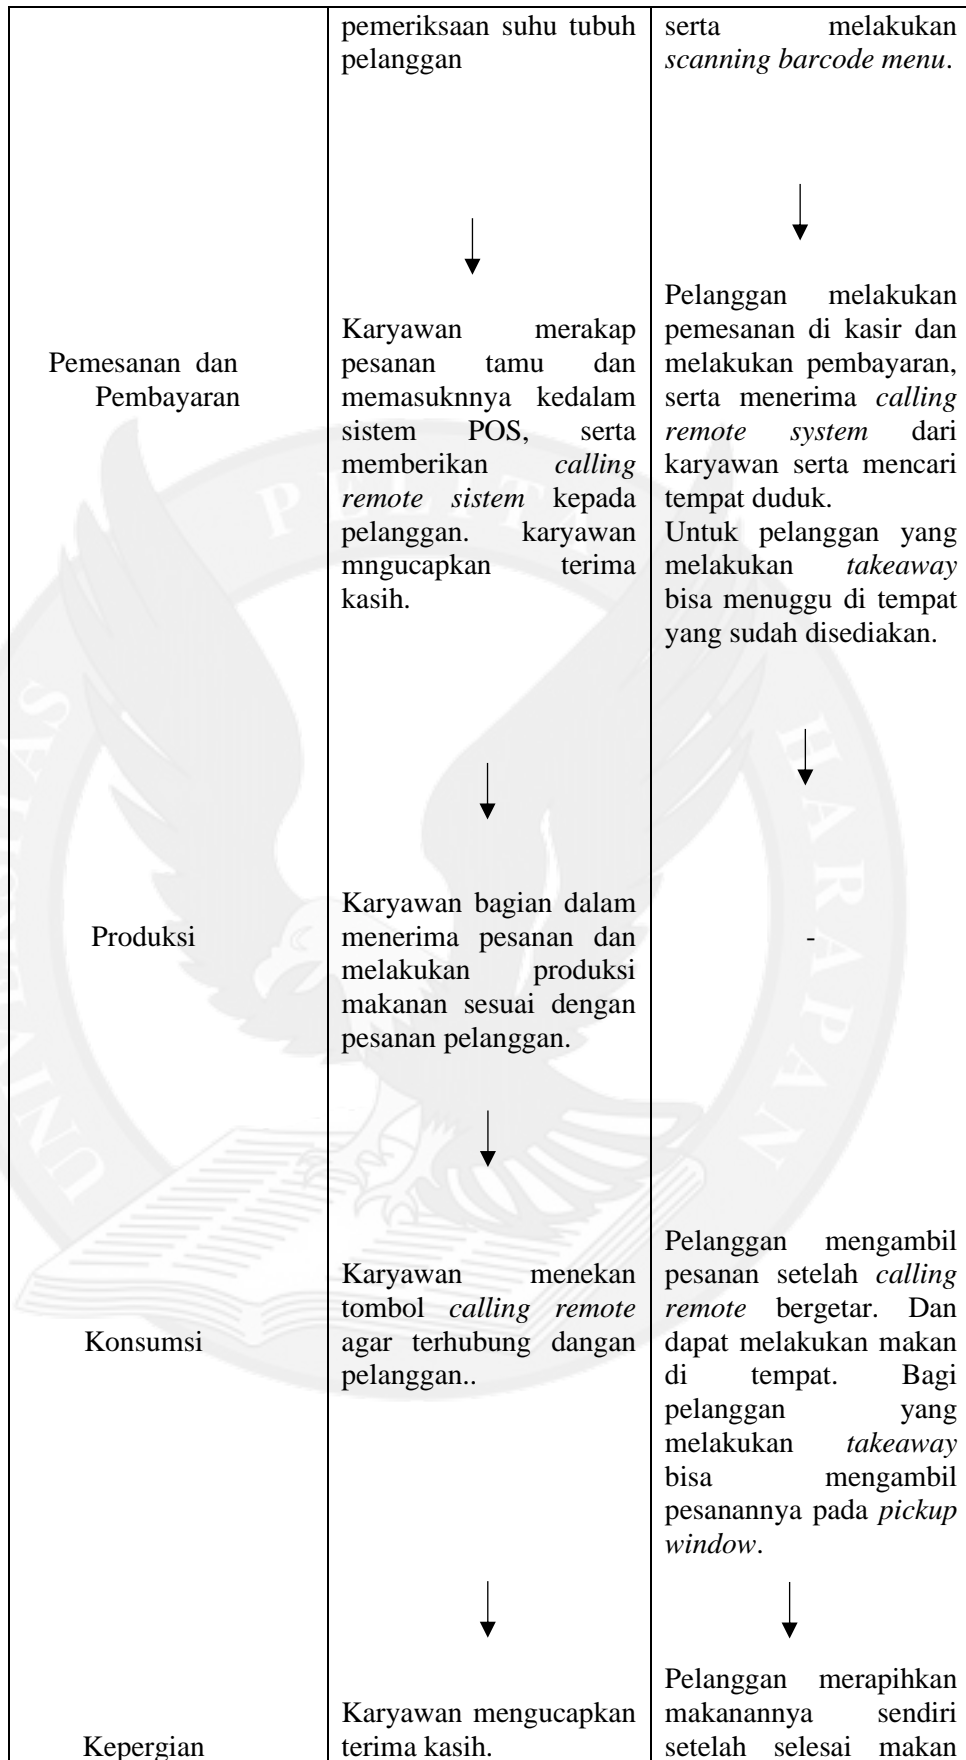 pemeriksaan suhu tubuh
pelanggan
serta melakukan
scanning barcode menu.
Pemesanan dan
Pembayaran
Karyawan merakap
pesanan tamu dan
memasuknnya kedalam
sistem POS, serta
memberikan calling
remote sistem kepada
pelanggan. karyawan
mngucapkan terima
kasih.
Pelanggan melakukan
pemesanan di kasir dan
melakukan pembayaran,
serta menerima calling
remote system dari
karyawan serta mencari
tempat duduk.
Untuk pelanggan yang
melakukan takeaway
bisa menuggu di tempat
yang sudah disediakan.
Produksi
Karyawan bagian dalam
menerima pesanan dan
melakukan produksi
makanan sesuai dengan
pesanan pelanggan.
-
Konsumsi
Karyawan menekan
tombol calling remote
agar terhubung dangan
pelanggan..
Pelanggan mengambil
pesanan setelah calling
remote bergetar. Dan
dapat melakukan makan
di tempat. Bagi
pelanggan yang
melakukan takeaway
bisa mengambil
pesanannya pada pickup
window.
Kepergian
Karyawan mengucapkan
terima kasih.
Pelanggan merapihkan
makanannya sendiri
setelah selesai makan
UNIVERSITAS PELITA HARAPAN